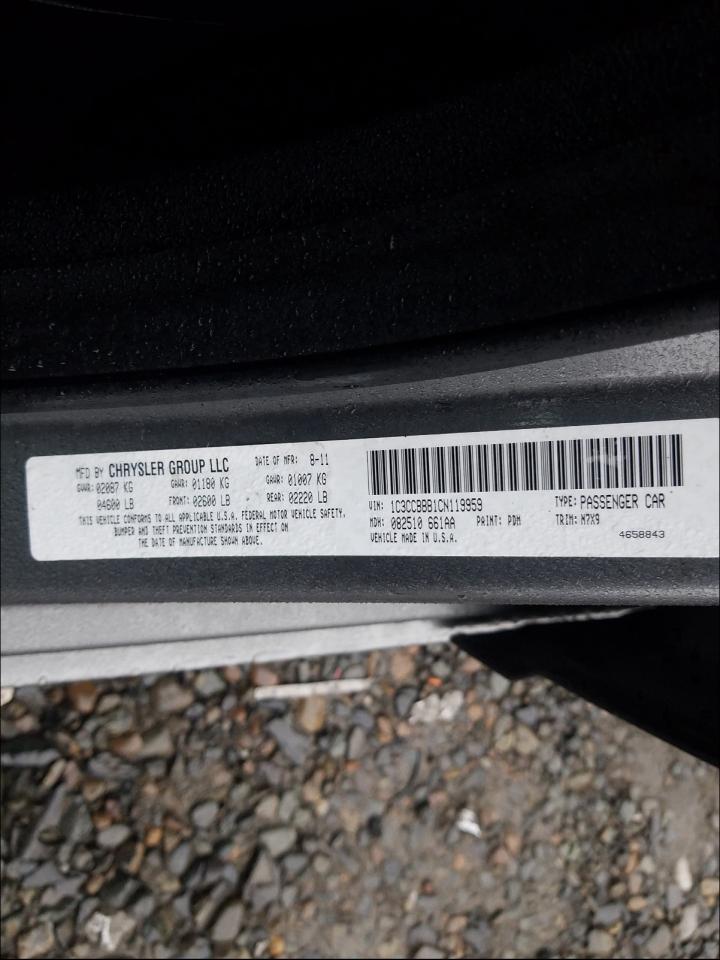 MFD BY CHRYSLER GROUP LLC DATE OF MFR: 8-11
GVWR: 02087 KG GAWR: 01180 KG GAWR: 01007 KG
04600 LB FRONT: 02600 LB REAR: 02220 LB
THIS VEHICLE CONFORMS TO ALL APPLICABLE U.S.A. FEDERAL MOTOR VEHICLE SAFETY,
BUMPER AND THEFT PREVENTION STANDARDS IN EFFECT ON
THE DATE OF MANUFACTURE SHOWN ABOVE.
VIN: 1C3CCBBB1CN119959 TYPE: PASSENGER CAR
MDH: 082510 661AA PAINT: PDM TRIM: N7X9
VEHICLE MADE IN U.S.A. 4658843